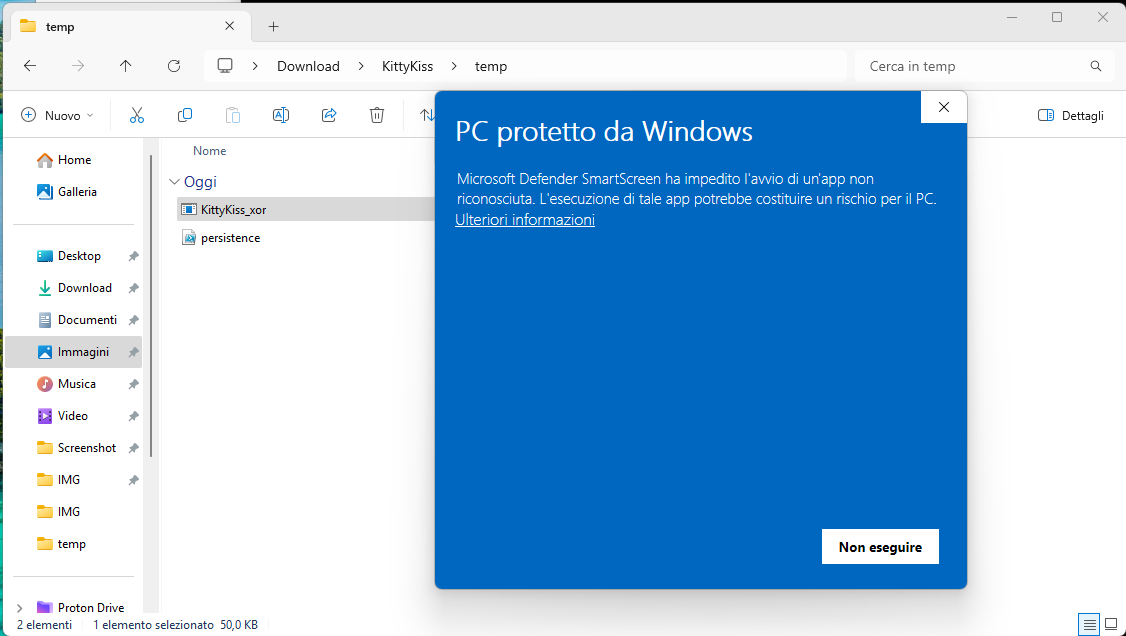 temp
Download
KittyKiss
temp
Cerca in temp
Nuovo
Dettagli
Home
Galleria
Desktop
Download
Documenti
Immagini
Musica
Video
Screenshot
IMG
IMG
temp
Proton Drive
Nome
Oggi
KittyKiss_xor
persistence
PC protetto da Windows
Microsoft Defender SmartScreen ha impedito l'avvio di un'app non
riconosciuta. L'esecuzione di tale app potrebbe costituire un rischio per il PC.
Ulteriori informazioni
Non eseguire
2 elementi 1 elemento selezionato 50,0 KB